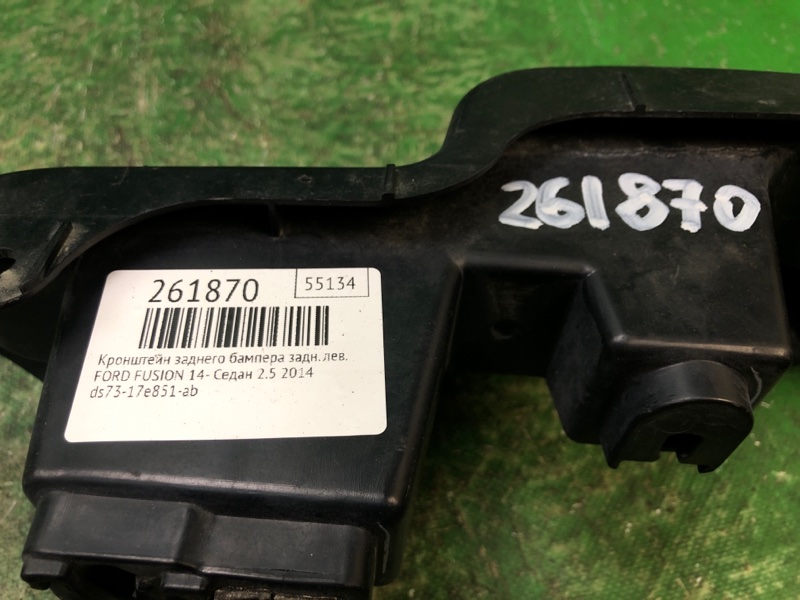 261870
261870
55134
Кронштейн заднего бампера задн.лев.
FORD FUSION 14- Седан 2.5 2014
ds73-17e851-ab